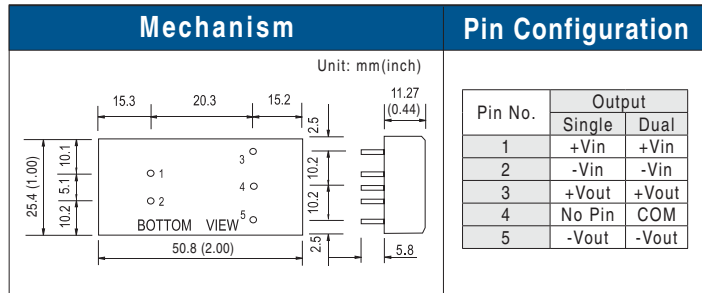 Mechanism
Pin Configuration
Unit: mm(inch)
15.3
20.3
15.2
11.27
(0.44)
2.5
10.2
10.2
2.5
25.4 (1.00)
10.1
5.1
10.2
1
2
3
4
5
BOTTOM VIEW
50.8 (2.00)
5.8
Pin No. Output
Single Dual
1 +Vin +Vin
2 -Vin -Vin
3 +Vout +Vout
4 No Pin COM
5 -Vout -Vout